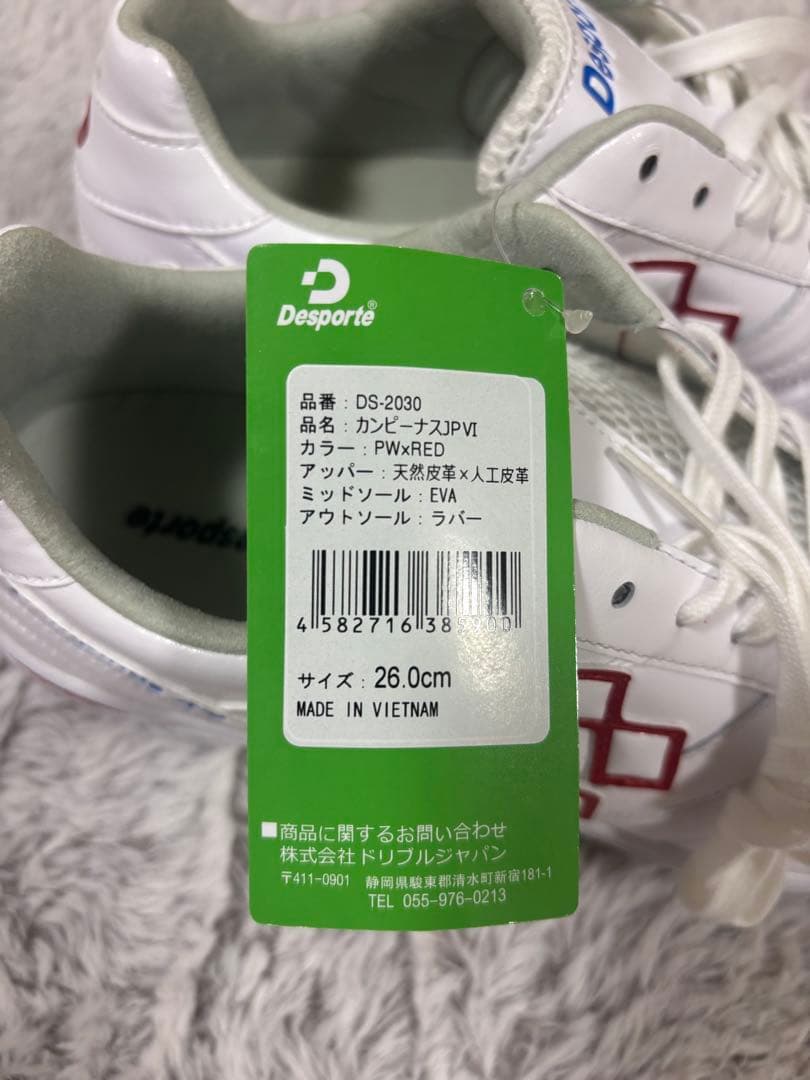 Desporte®
品番：DS-2030
品名：カンピーナスJPVI
カラー：PW×RED
アッパー：天然皮革×人工皮革
ミッドソール：EVA
アウトソール：ラバー
サイズ：26.0cm
MADE IN VIETNAM
■商品に関するお問い合わせ
株式会社ドリブルジャパン
〒411-0901 静岡県駿東郡清水町新宿181-1
TEL 055-976-0213